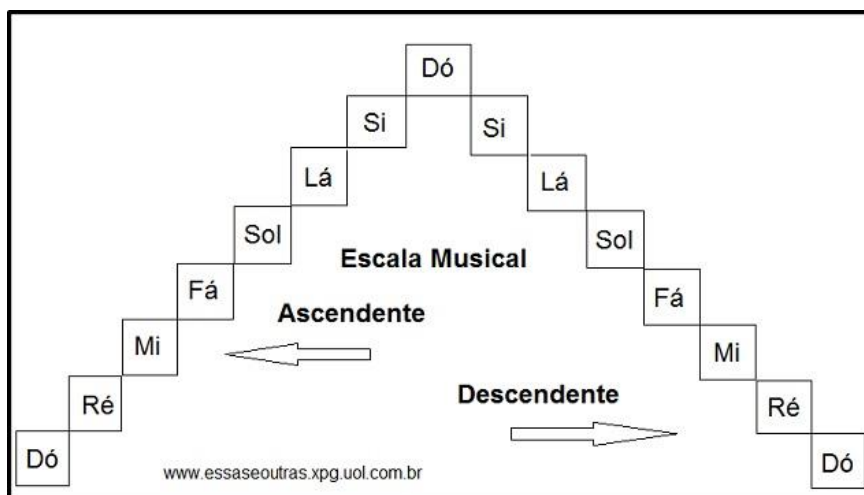 Dó
Si
Si
Lá
Lá
Sol
Sol
Escala Musical
Fá
Fá
Ascendente
Mi
Mi
Descendente
Ré
Ré
Dó
Dó
www.essaseoutras.xpg.uol.com.br